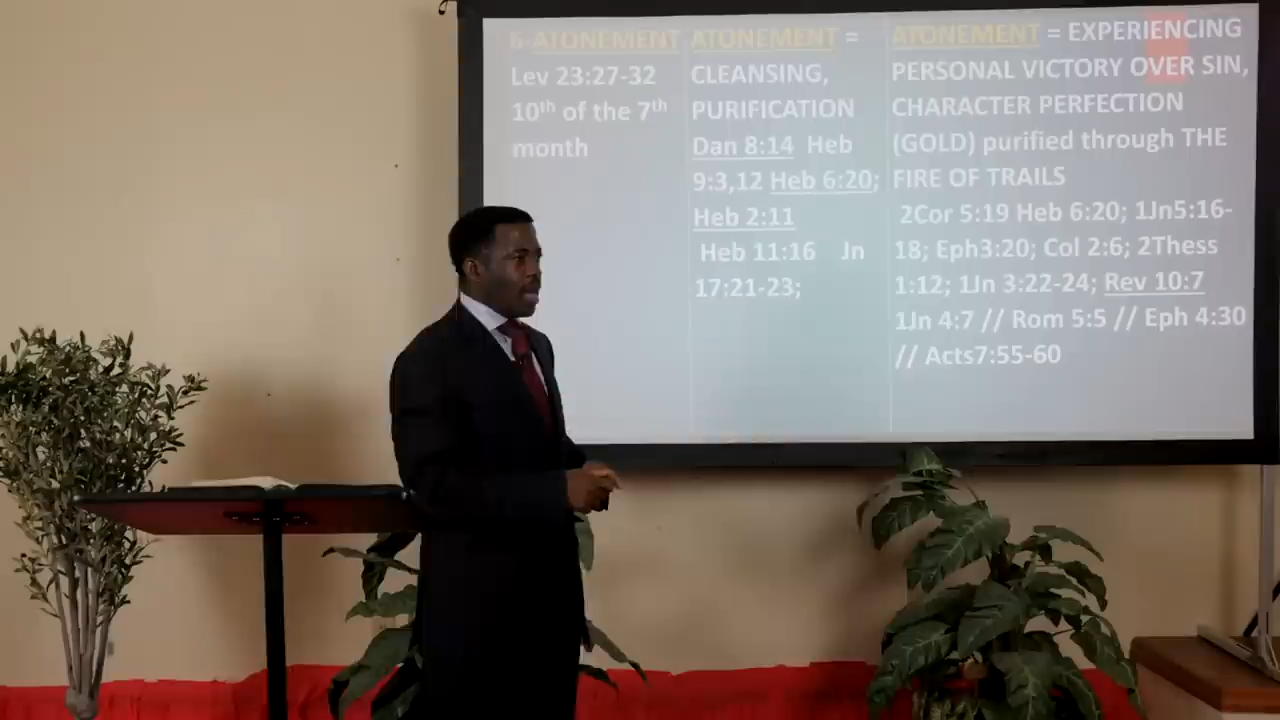 6-ATONEMENT
Lev 23:27-32
10th of the 7th
month
ATONEMENT =
CLEANSING,
PURIFICATION
Dan 8:14 Heb
9:3,12 Heb 6:20;
Heb 2:11
Heb 11:16 Jn
17:21-23;
ATONEMENT = EXPERIENCING
PERSONAL VICTORY OVER SIN,
CHARACTER PERFECTION
(GOLD) purified through THE
FIRE OF TRAILS
2Cor 5:19 Heb 6:20; 1Jn5:16-
18; Eph3:20; Col 2:6; 2Thess
1:12; 1Jn 3:22-24; Rev 10:7
1Jn 4:7 // Rom 5:5 // Eph 4:30
// Acts7:55-60